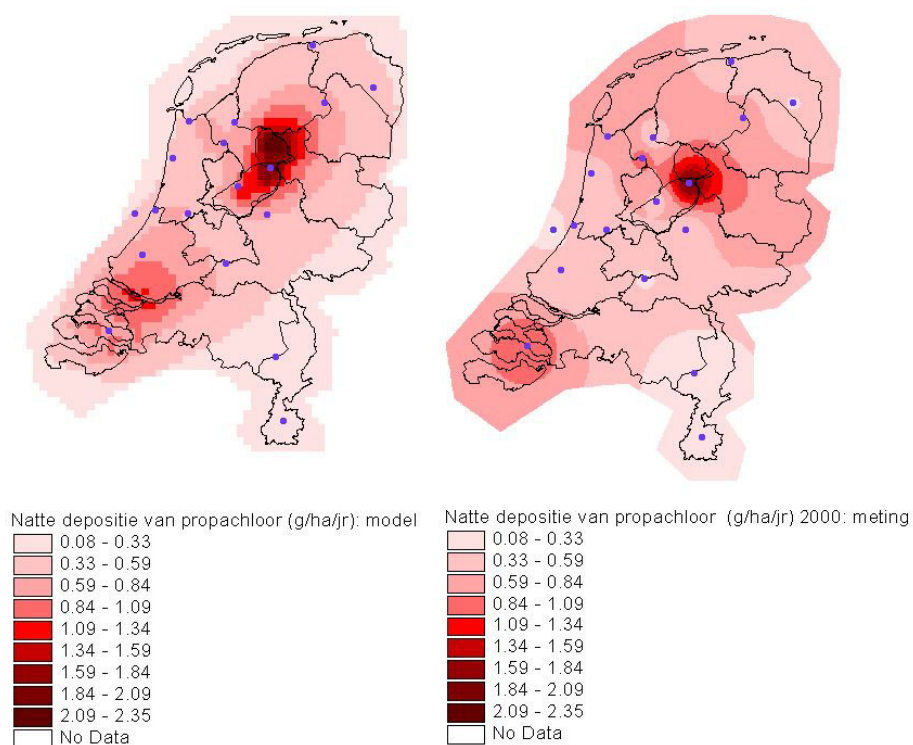 Natte depositie van propachloor (g/ha/jr): model
0.08 - 0.33
0.33 - 0.59
0.59 - 0.84
0.84 - 1.09
1.09 - 1.34
1.34 - 1.59
1.59 - 1.84
1.84 - 2.09
2.09 - 2.35
No Data
Natte depositie van propachloor (g/ha/jr) 2000: meting
0.08 - 0.33
0.33 - 0.59
0.59 - 0.84
0.84 - 1.09
1.09 - 1.34
1.34 - 1.59
1.59 - 1.84
1.84 - 2.09
2.09 - 2.35
No Data